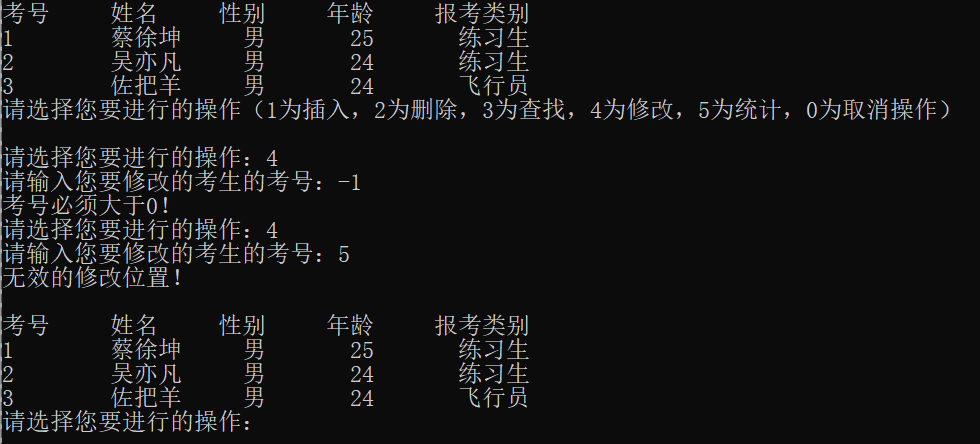 考号 姓名 性别 年龄 报考类别
1 蔡徐坤 男 25 练习生
2 吴亦凡 男 24 练习生
3 佐把羊 男 24 飞行员
请选择您要进行的操作（1为插入，2为删除，3为查找，4为修改，5为统计，0为取消操作）
请选择您要进行的操作：4
请输入您要修改的考生的考号：-1
考号必须大于0！
请选择您要进行的操作：4
请输入您要修改的考生的考号：5
无效的修改位置！
考号 姓名 性别 年龄 报考类别
1 蔡徐坤 男 25 练习生
2 吴亦凡 男 24 练习生
3 佐把羊 男 24 飞行员
请选择您要进行的操作：